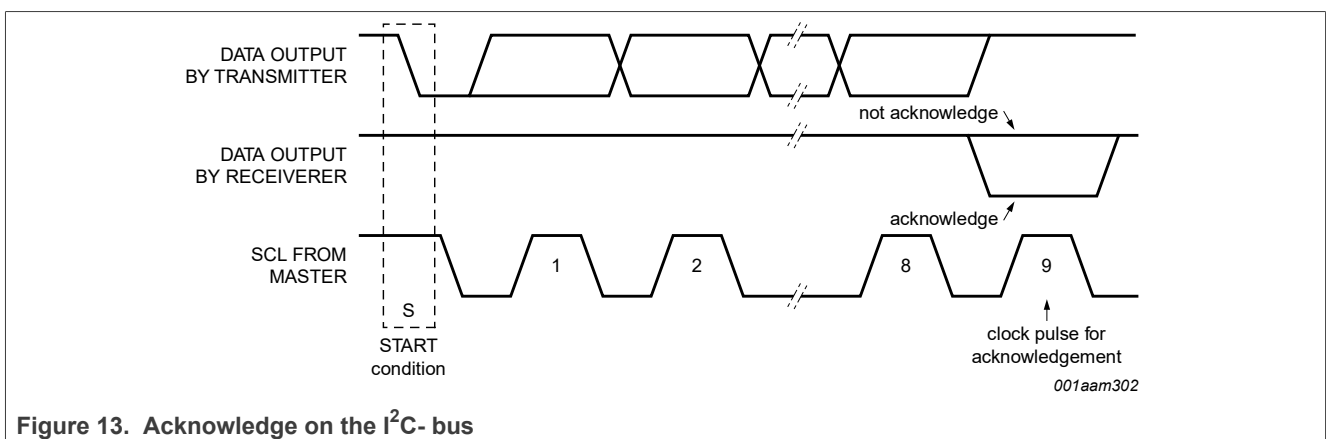 DATA OUTPUT
BY TRANSMITTER
not acknowledge
DATA OUTPUT
BY RECEIVERER
acknowledge
SCL FROM
MASTER
1
2
8
9
S
START
condition
clock pulse for
acknowledgement
001aam302
Figure 13. Acknowledge on the I²C- bus